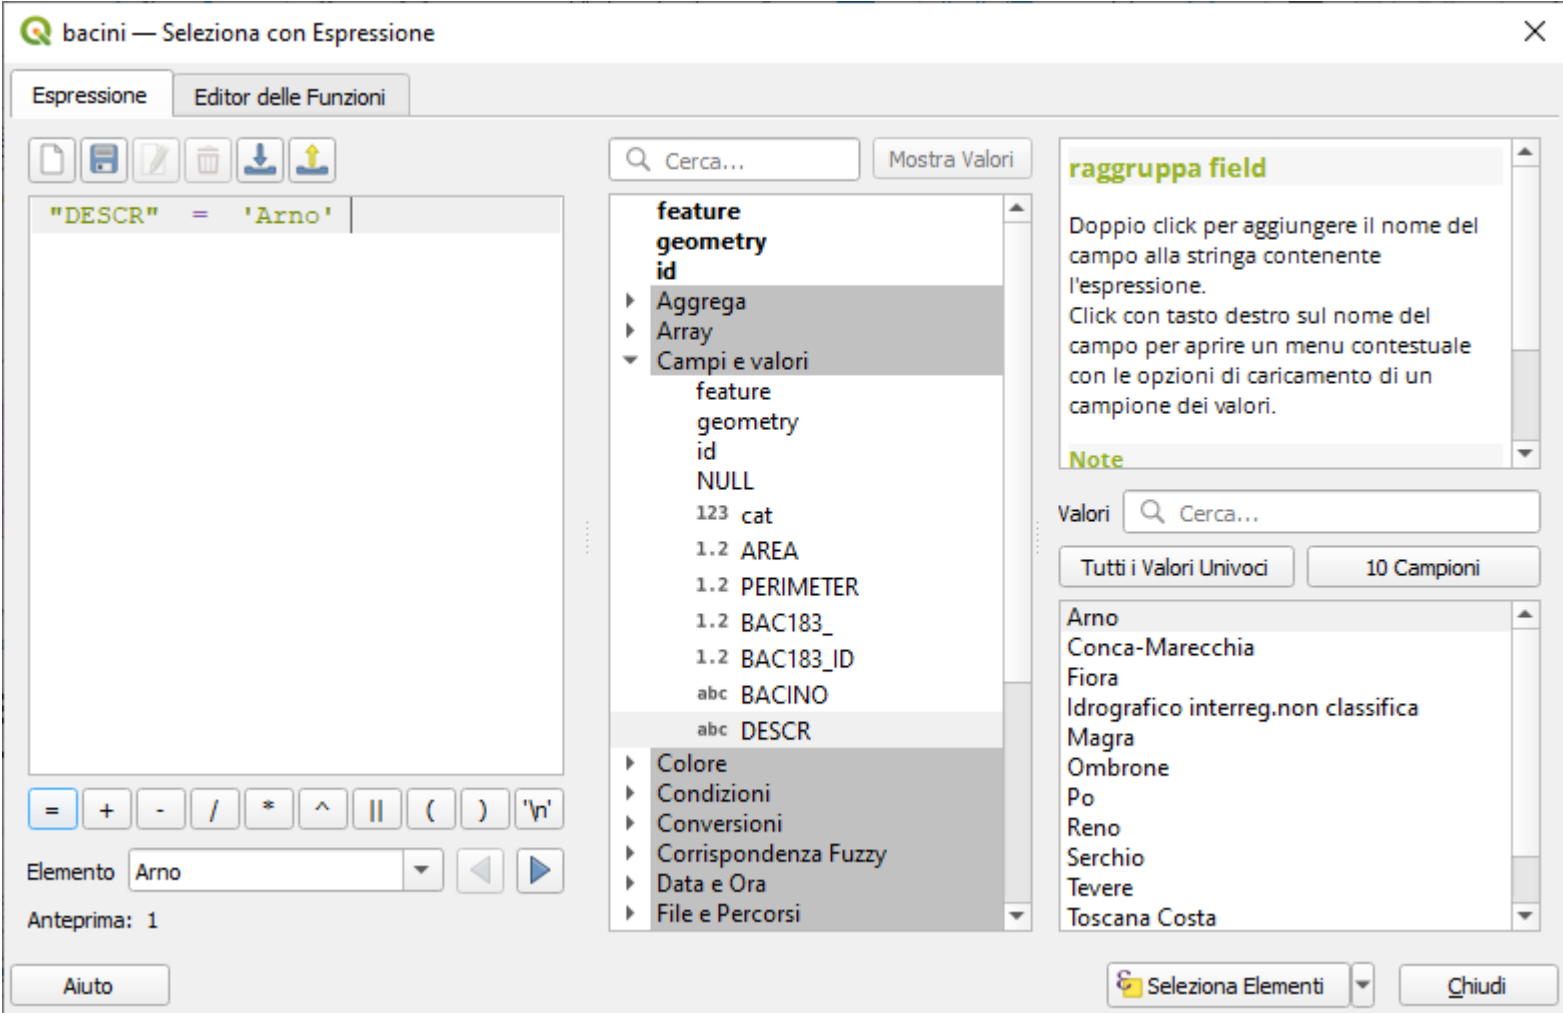 bacini — Seleziona con Espressione
Espressione
Editor delle Funzioni
"DESCR" = 'Arno'
= + - / * ^ || ( ) '\n'
Elemento Arno
Anteprima: 1
Cerca...
Mostra Valori
feature
geometry
id
Aggrega
Array
Campi e valori
feature
geometry
id
NULL
123 cat
1.2 AREA
1.2 PERIMETER
1.2 BAC183_
1.2 BAC183_ID
abc BACINO
abc DESCR
Colore
Condizioni
Conversioni
Corrispondenza Fuzzy
Data e Ora
File e Percorsi
raggruppa field
Doppio click per aggiungere il nome del
campo alla stringa contenente
l'espressione.
Click con tasto destro sul nome del
campo per aprire un menu contestuale
con le opzioni di caricamento di un
campione dei valori.
Note
Valori Cerca...
Tutti i Valori Univoci
10 Campioni
Arno
Conca-Marecchia
Fiora
Idrografico interreg.non classifica
Magra
Ombrone
Po
Reno
Serchio
Tevere
Toscana Costa
Aiuto
Seleziona Elementi
Chiudi